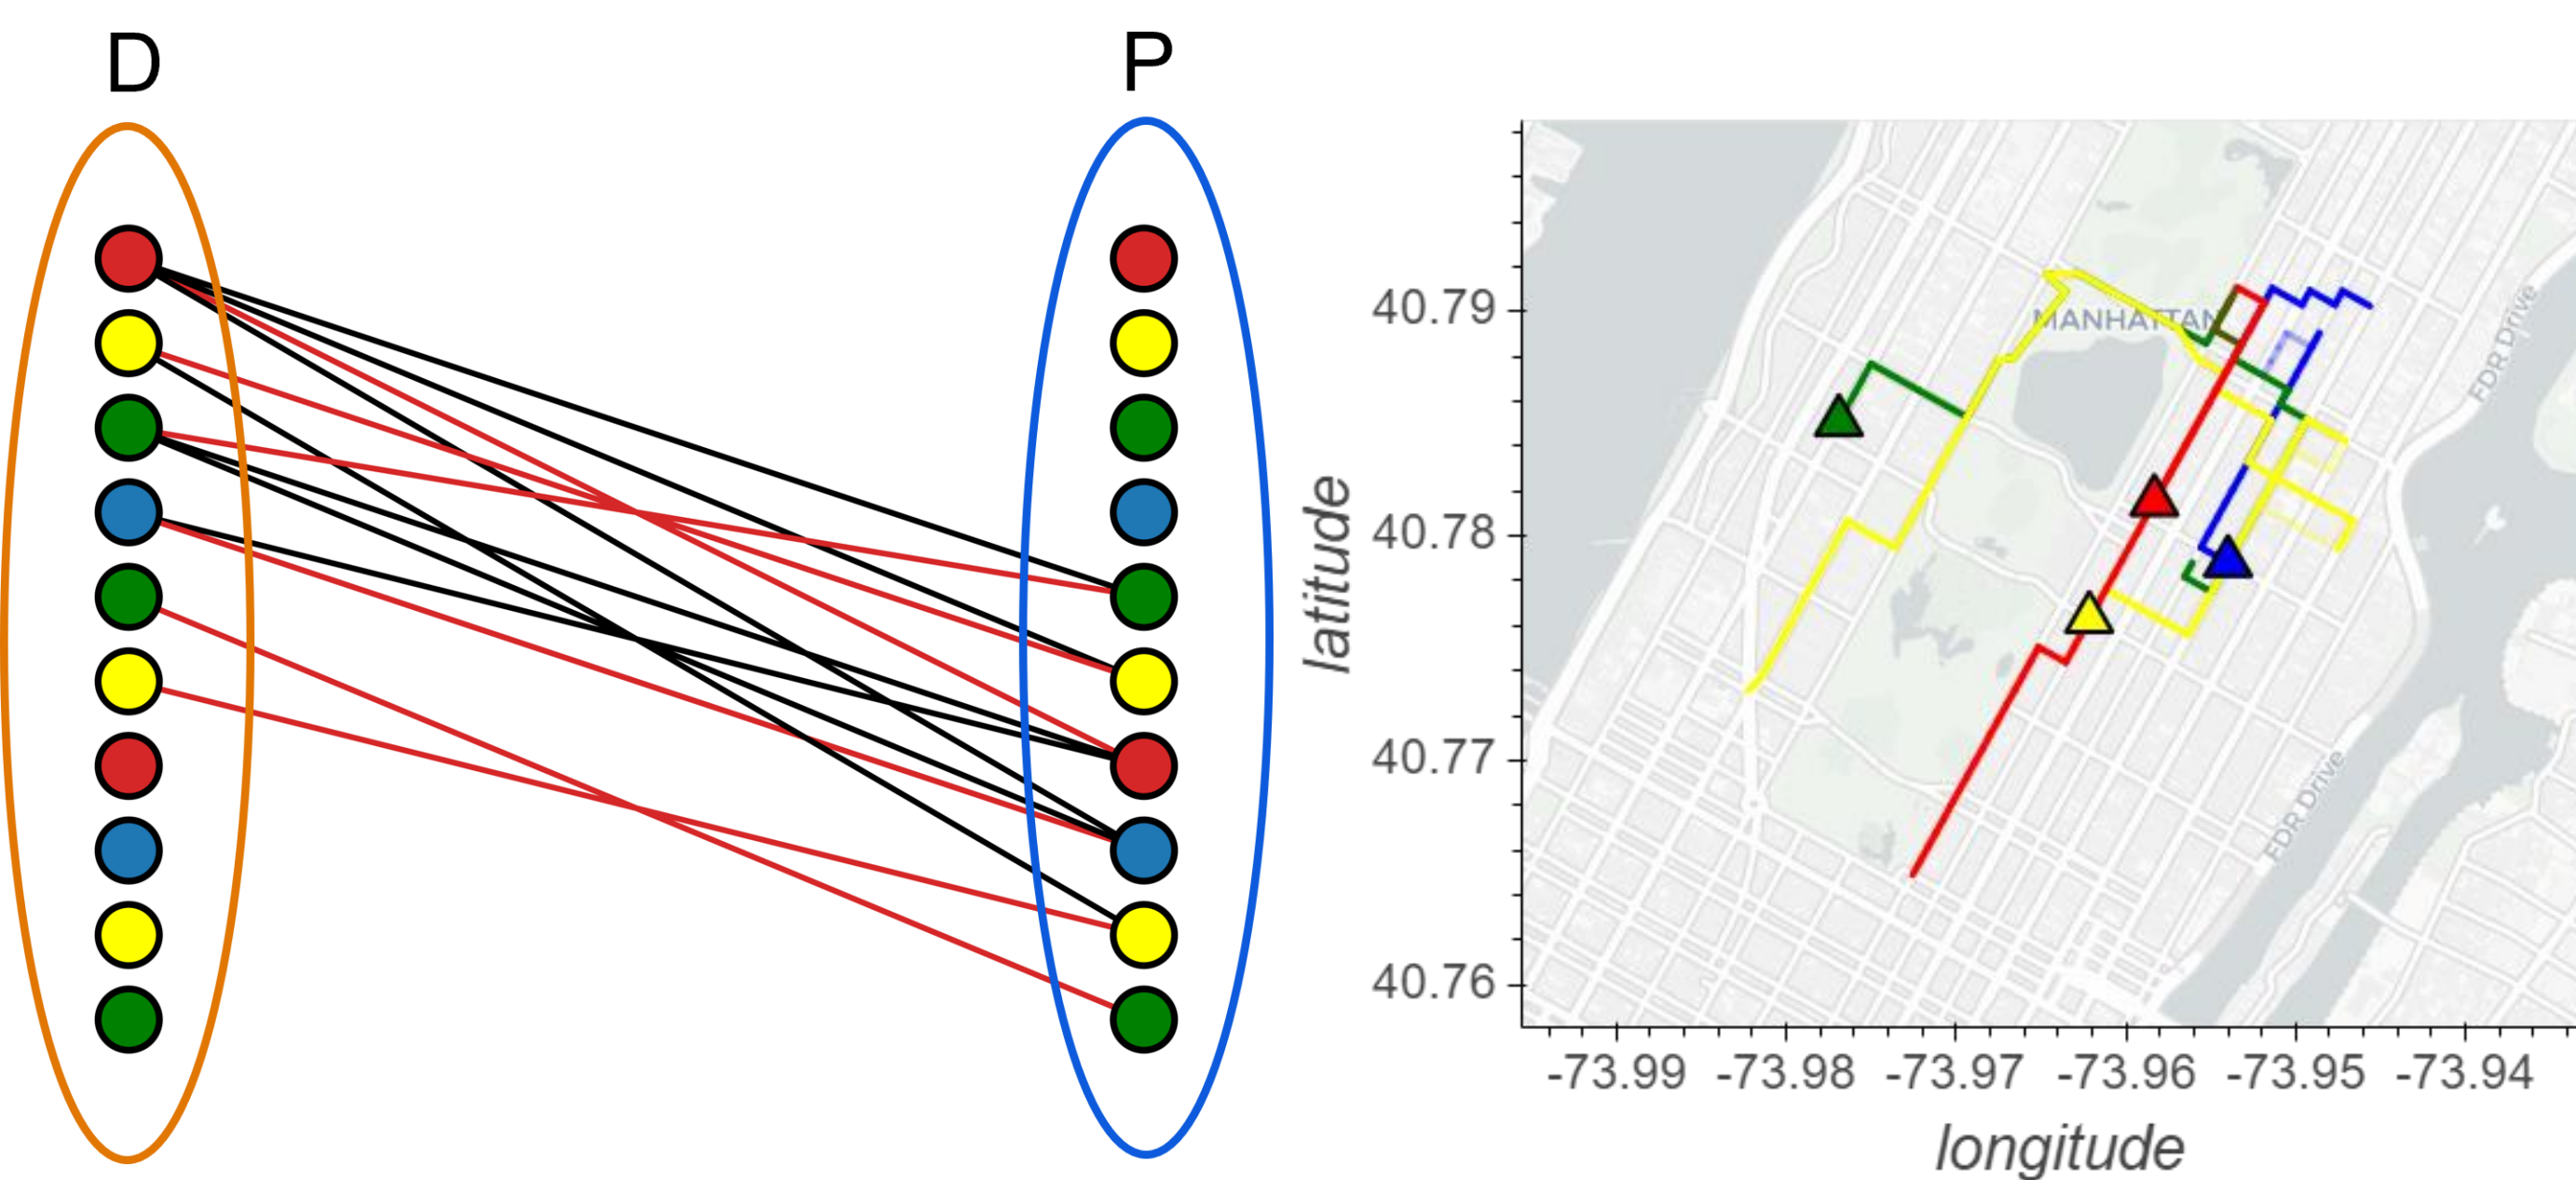 D
P
latitude
40.79
40.78
40.77
40.76
MANHATTAN
FDR Drive
FDR Drive
-73.99 -73.98 -73.97 -73.96 -73.95 -73.94
longitude